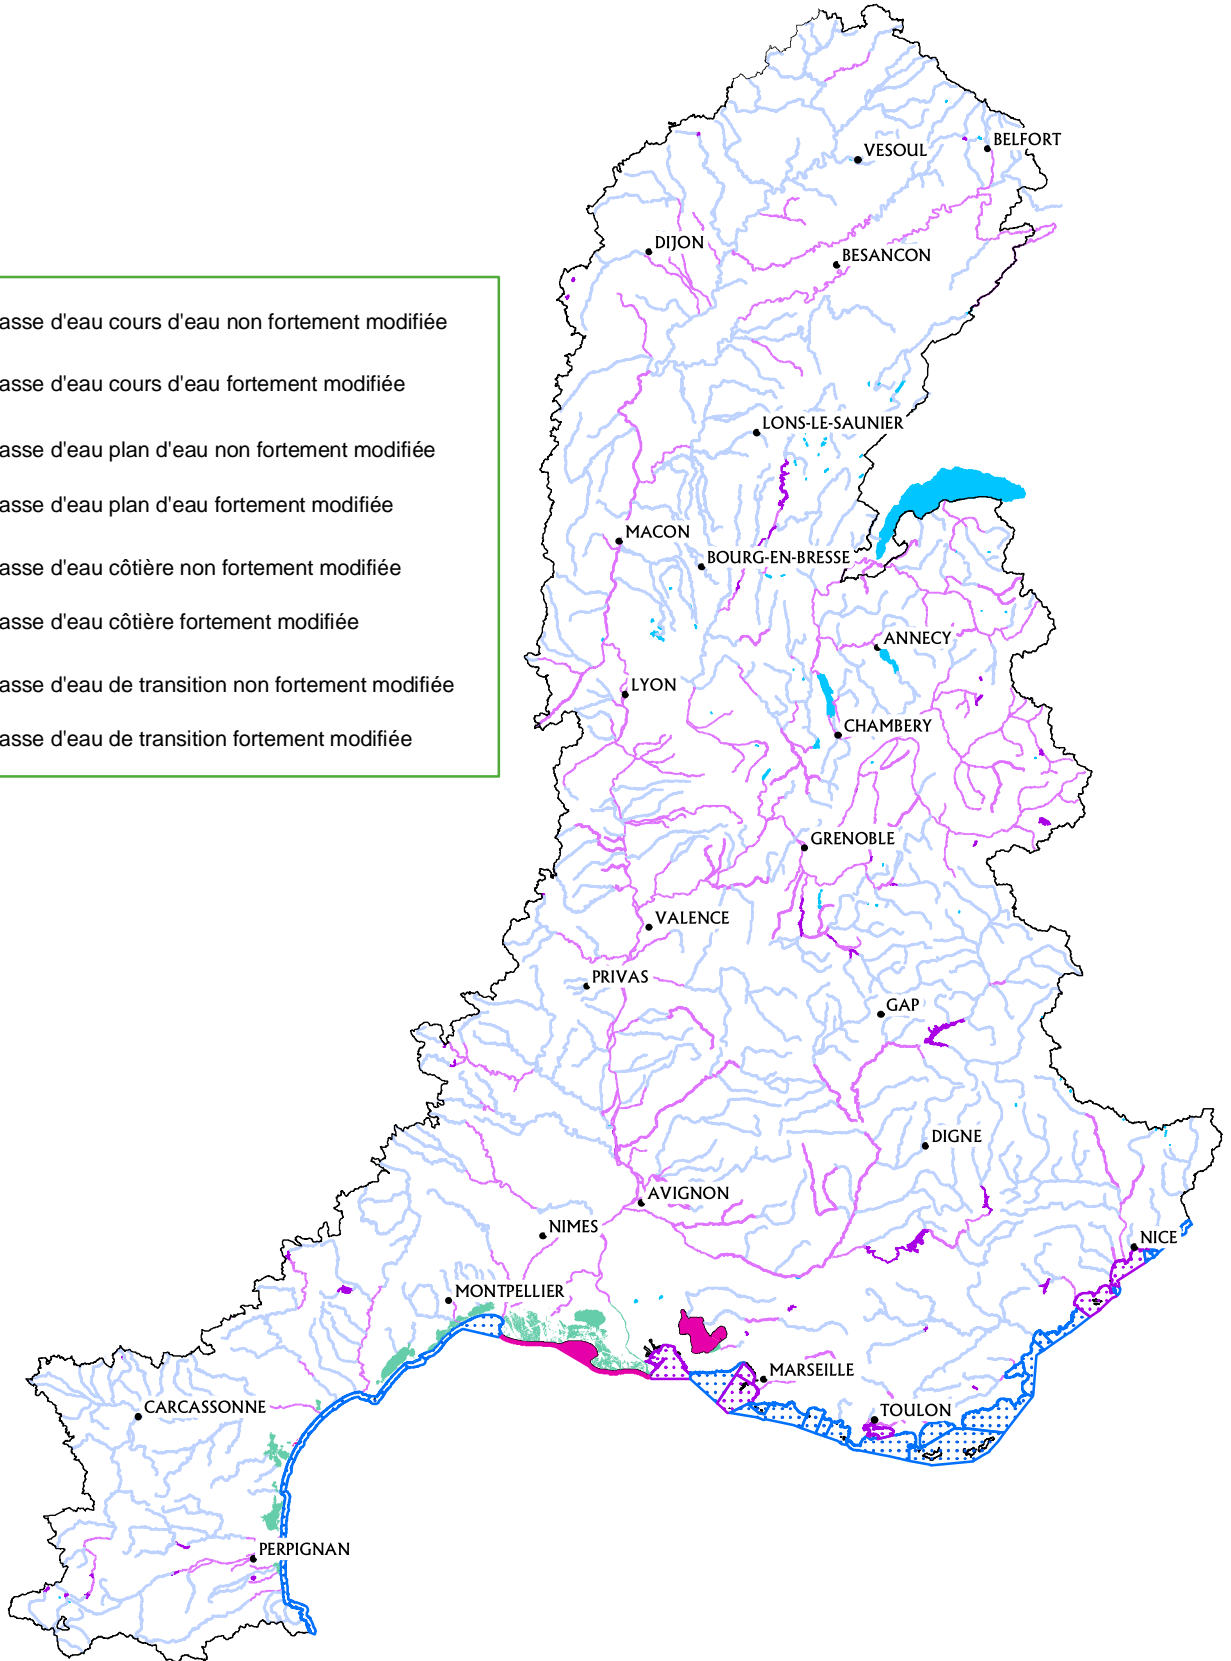 VESOUL
BELFORT
DIJON
BESANCON
asse d'eau cours d'eau non fortement modifiée
asse d'eau cours d'eau fortement modifiée
asse d'eau plan d'eau non fortement modifiée
asse d'eau plan d'eau fortement modifiée
asse d'eau côtière non fortement modifiée
asse d'eau côtière fortement modifiée
asse d'eau de transition non fortement modifiée
asse d'eau de transition fortement modifiée
LONS-LE-SAUNIER
MACON
BOURG-EN-BRESSE
ANNECY
LYON
CHAMBERY
GRENOBLE
VALENCE
PRIVAS
GAP
DIGNE
AVIGNON
NIMES
NICE
MONTPELLIER
MARSEILLE
CARCASSONNE
TOULON
PERPIGNAN